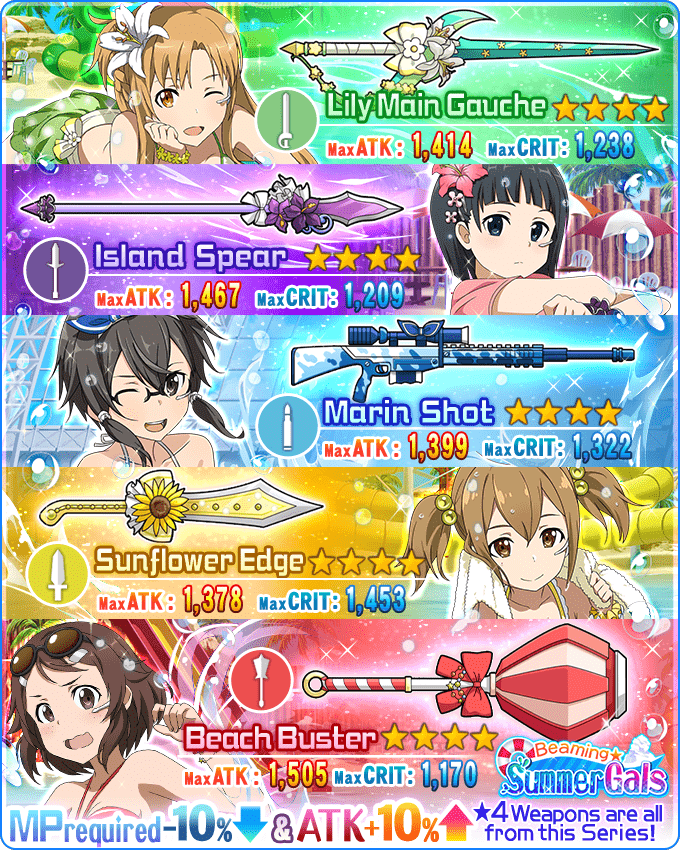 Lily Main Gauche ★★★★
MaxATK: 1,414 MaxCRIT: 1,238
Island Spear ★★★★
MaxATK: 1,467 MaxCRIT: 1,209
Marin Shot ★★★★
MaxATK: 1,399 MaxCRIT: 1,322
Sunflower Edge ★★★★
MaxATK: 1,378 MaxCRIT: 1,453
Beach Buster ★★★★
MaxATK: 1,505 MaxCRIT: 1,170
Beaming★
Summer Gals
MP required -10% & ATK +10%
★4 Weapons are all
from this Series!